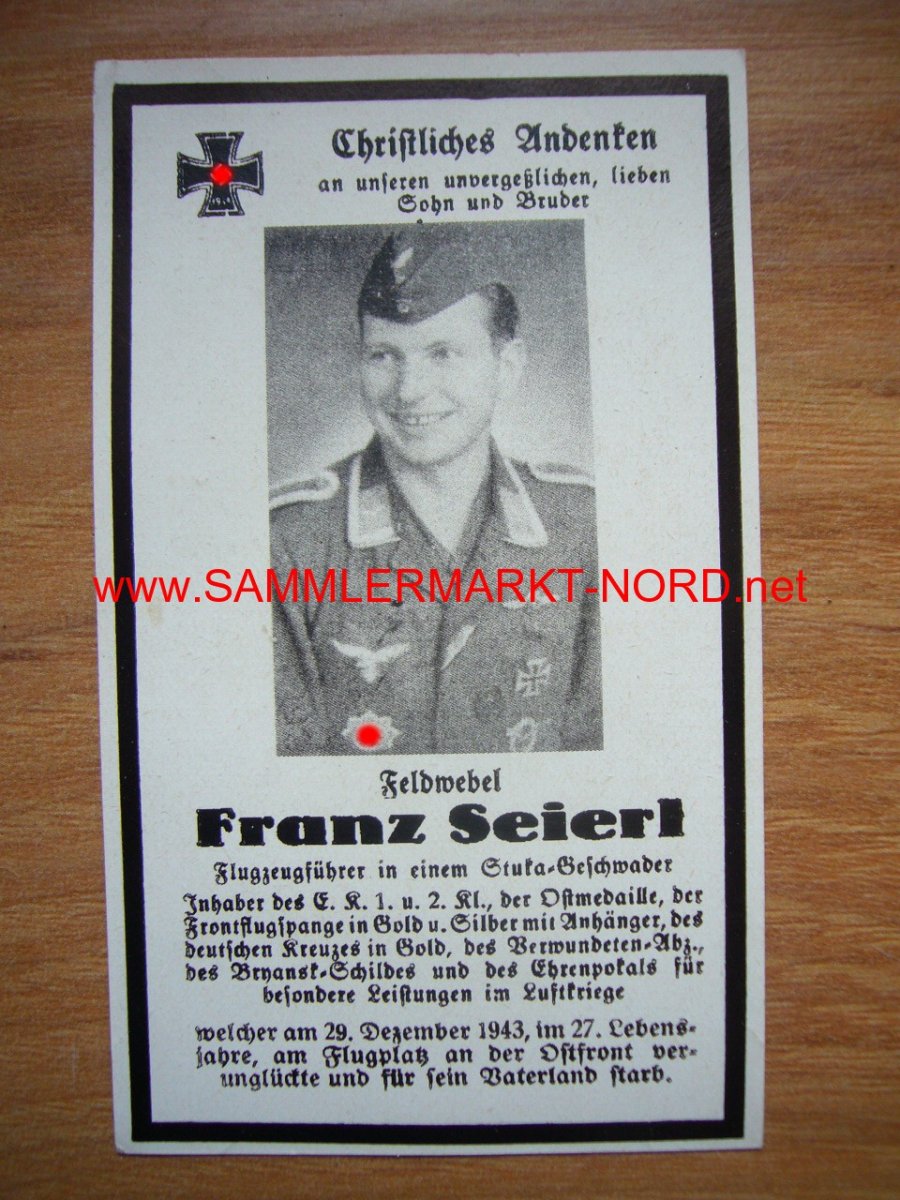 Christliches Andenken
an unseren unvergeßlichen, lieben
Sohn und Bruder
www.SAMMLERMARKT-NORD.net
Feldwebel
Franz Seierl
Flugzeugführer in einem Stuka-Geschwader
Inhaber des E. K. 1. u. 2. Kl., der Ostmedaille, der
Frontflugspange in Gold u. Silber mit Anhänger, des
deutschen Kreuzes in Gold, des Verwundeten-Abz.,
des Bryansk-Schildes und des Ehrenpokals für
besondere Leistungen im Luftkriege
welcher am 29. Dezember 1943, im 27. Lebens-
jahre, am Flugplatz an der Ostfront ver-
unglückte und für sein Vaterland starb.